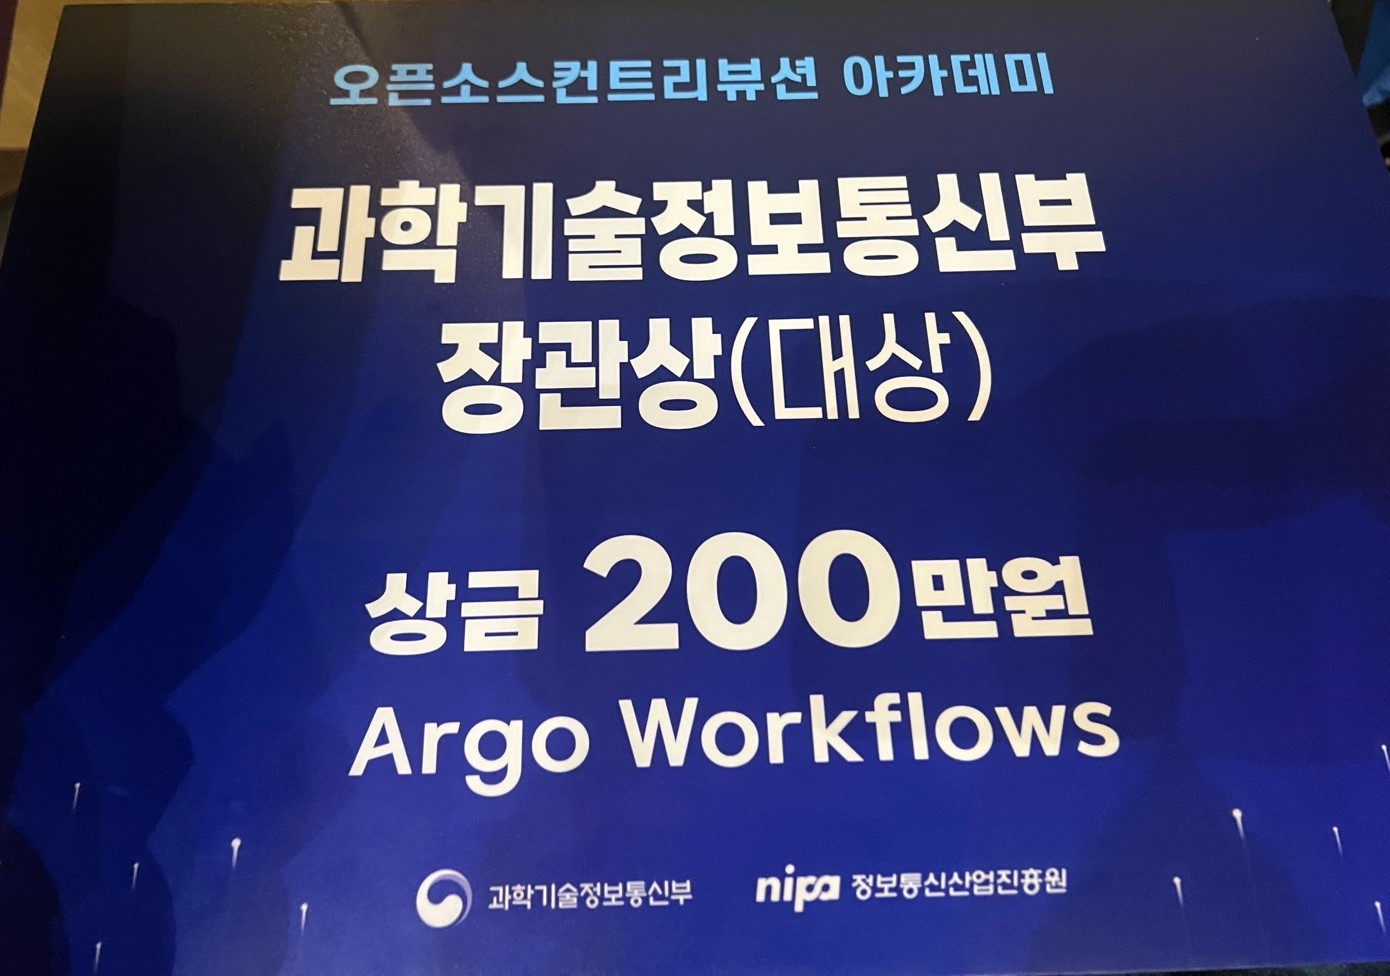 오픈소스컨트리뷰션 아카데미
과학기술정보통신부
장관상(대상)
상금 200만원
Argo Workflows
과학기술정보통신부
nipa 정보통신산업진흥원